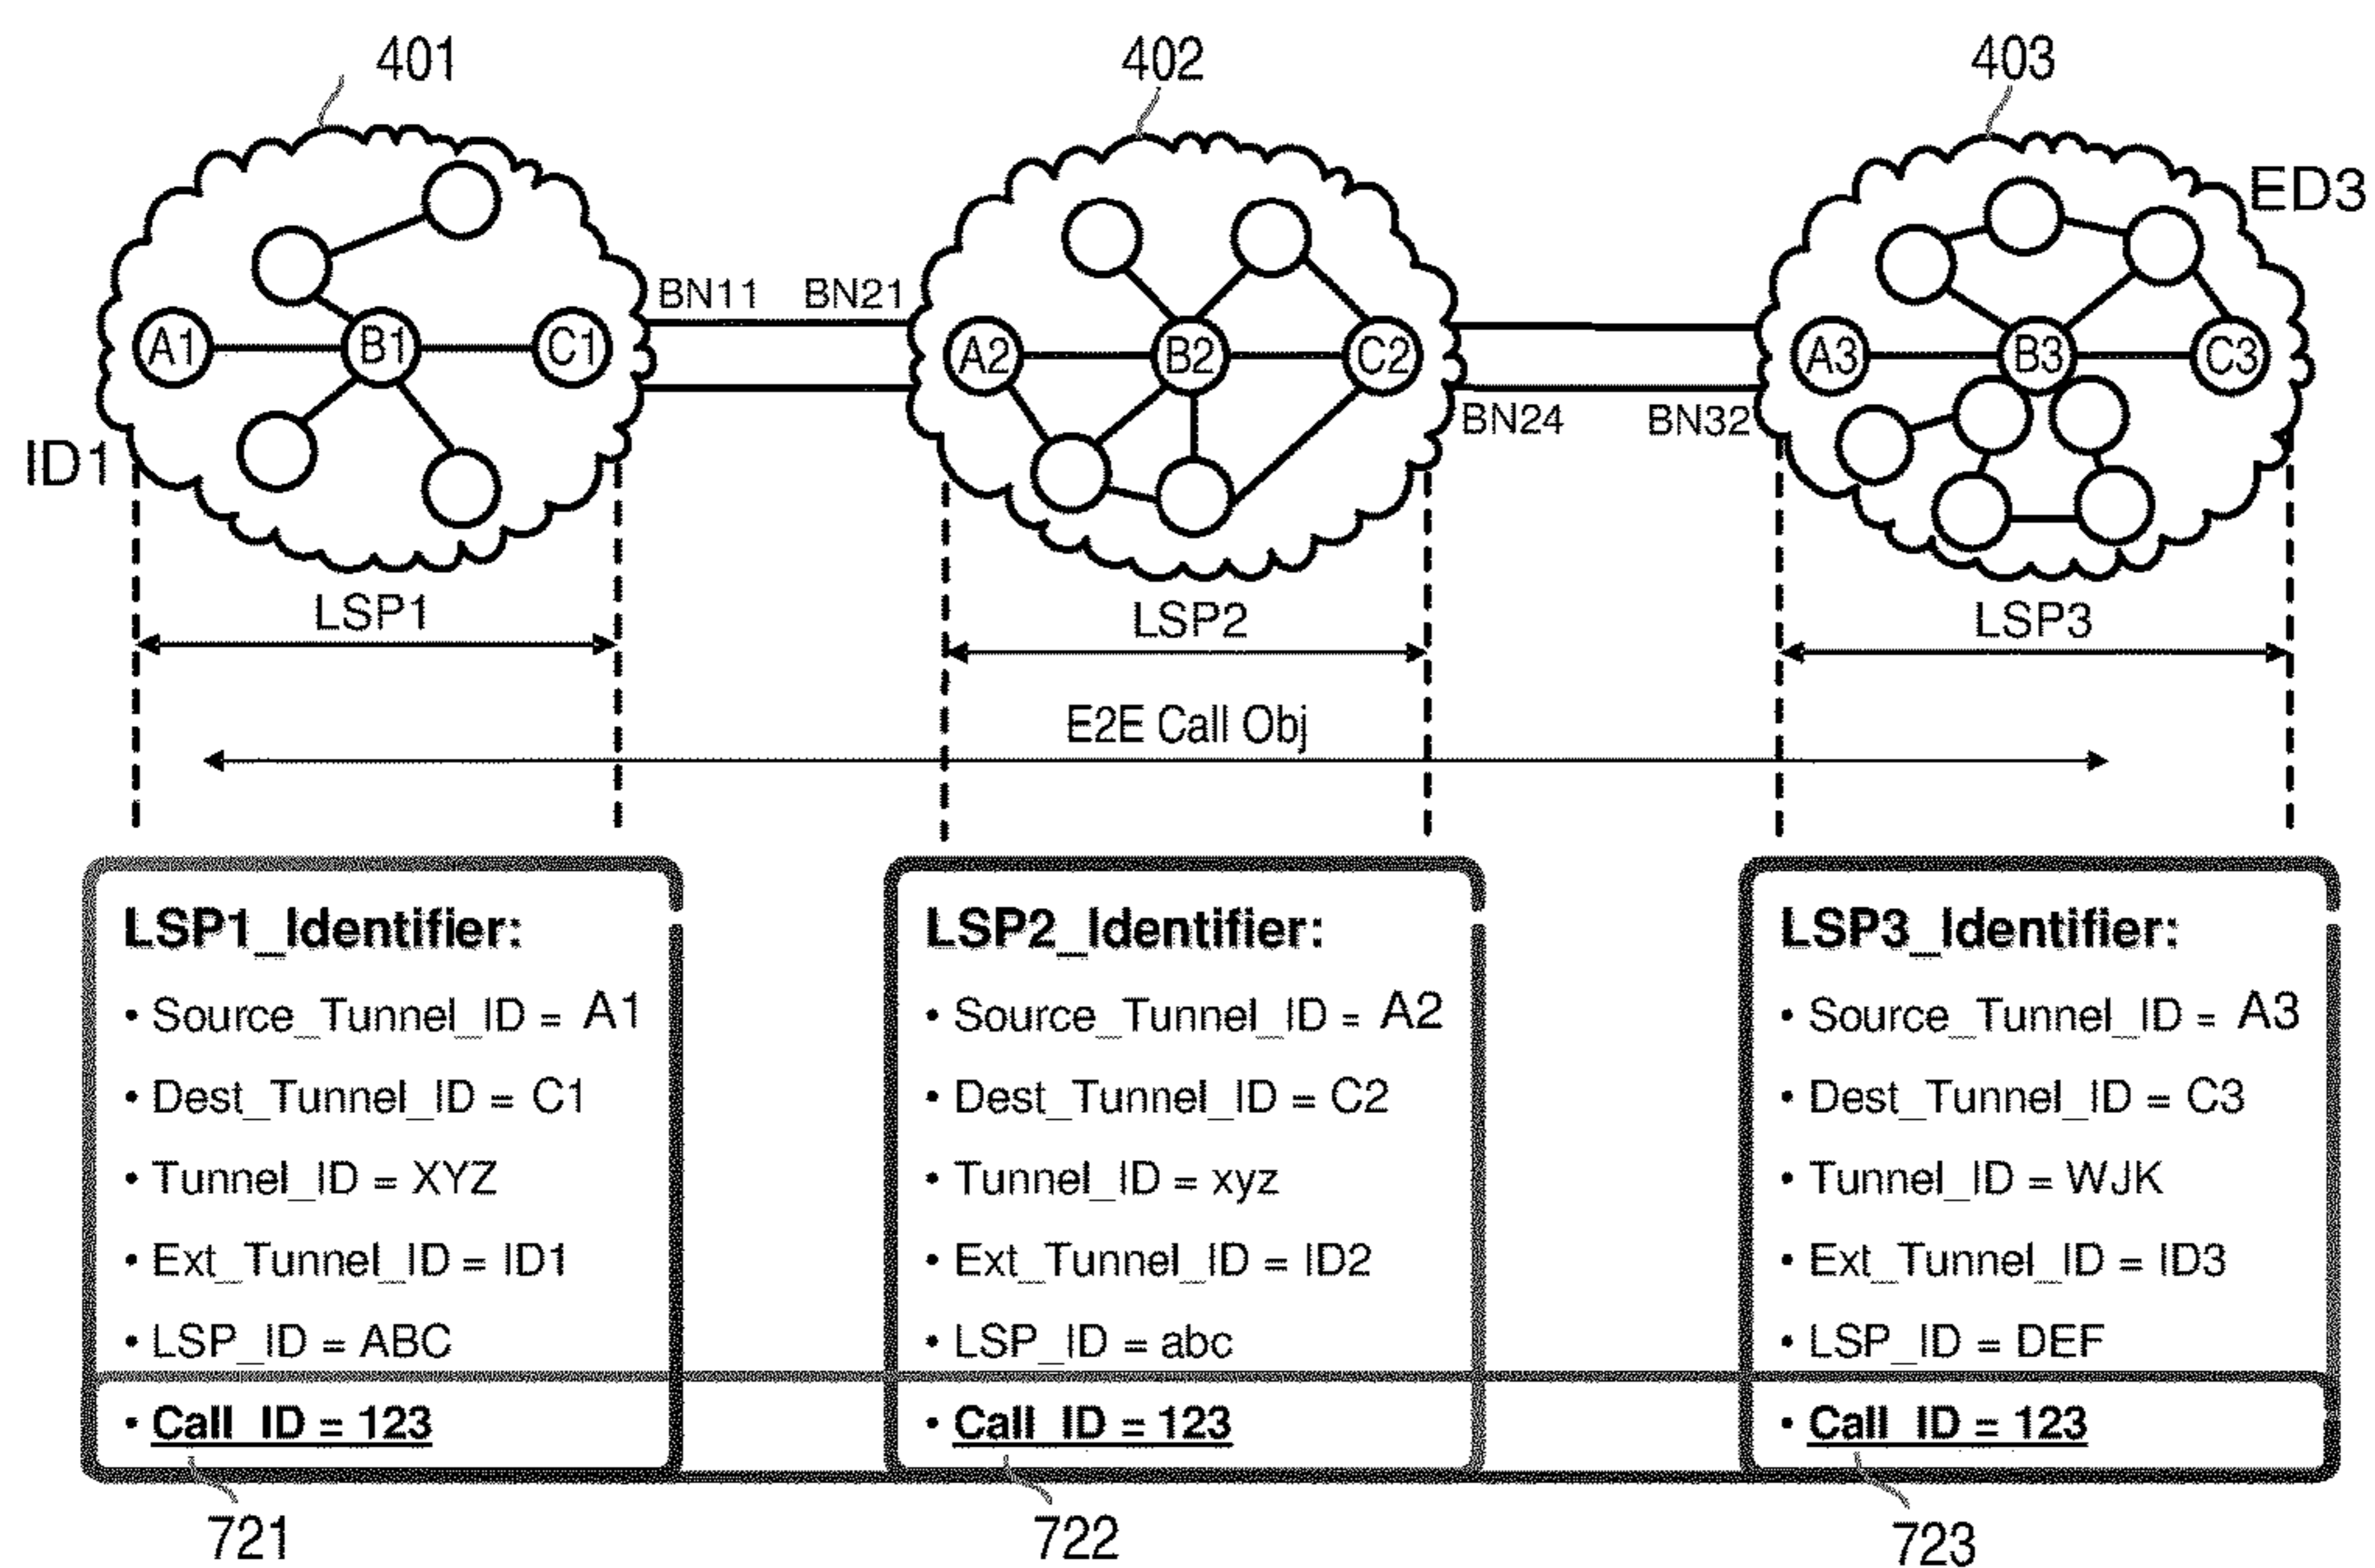 401
402
403
ED3
BN11
BN21
A1
B1
C1
A2
B2
C2
A3
B3
C3
BN24
BN32
ID1
LSP1
LSP2
LSP3
E2E Call Obj
LSP1_Identifier:
• Source_Tunnel_ID = A1
• Dest_Tunnel_ID = C1
• Tunnel_ID = XYZ
• Ext_Tunnel_ID = ID1
• LSP_ID = ABC
• Call_ID = 123
721
LSP2_Identifier:
• Source_Tunnel_ID = A2
• Dest_Tunnel_ID = C2
• Tunnel_ID = xyz
• Ext_Tunnel_ID = ID2
• LSP_ID = abc
• Call_ID = 123
722
LSP3_Identifier:
• Source_Tunnel_ID = A3
• Dest_Tunnel_ID = C3
• Tunnel_ID = WJK
• Ext_Tunnel_ID = ID3
• LSP_ID = DEF
• Call_ID = 123
723